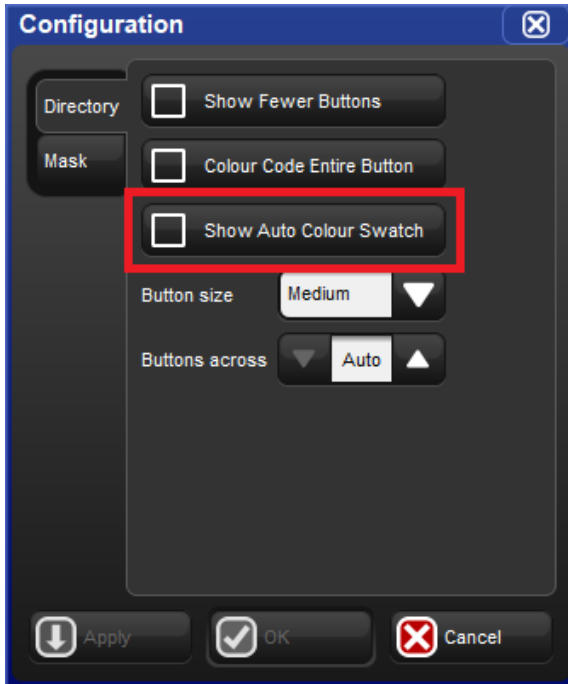 Configuration
Directory
Show Fewer Buttons
Mask
Colour Code Entire Button
Show Auto Colour Swatch
Button size
Medium
Buttons across
Auto
Apply
OK
Cancel